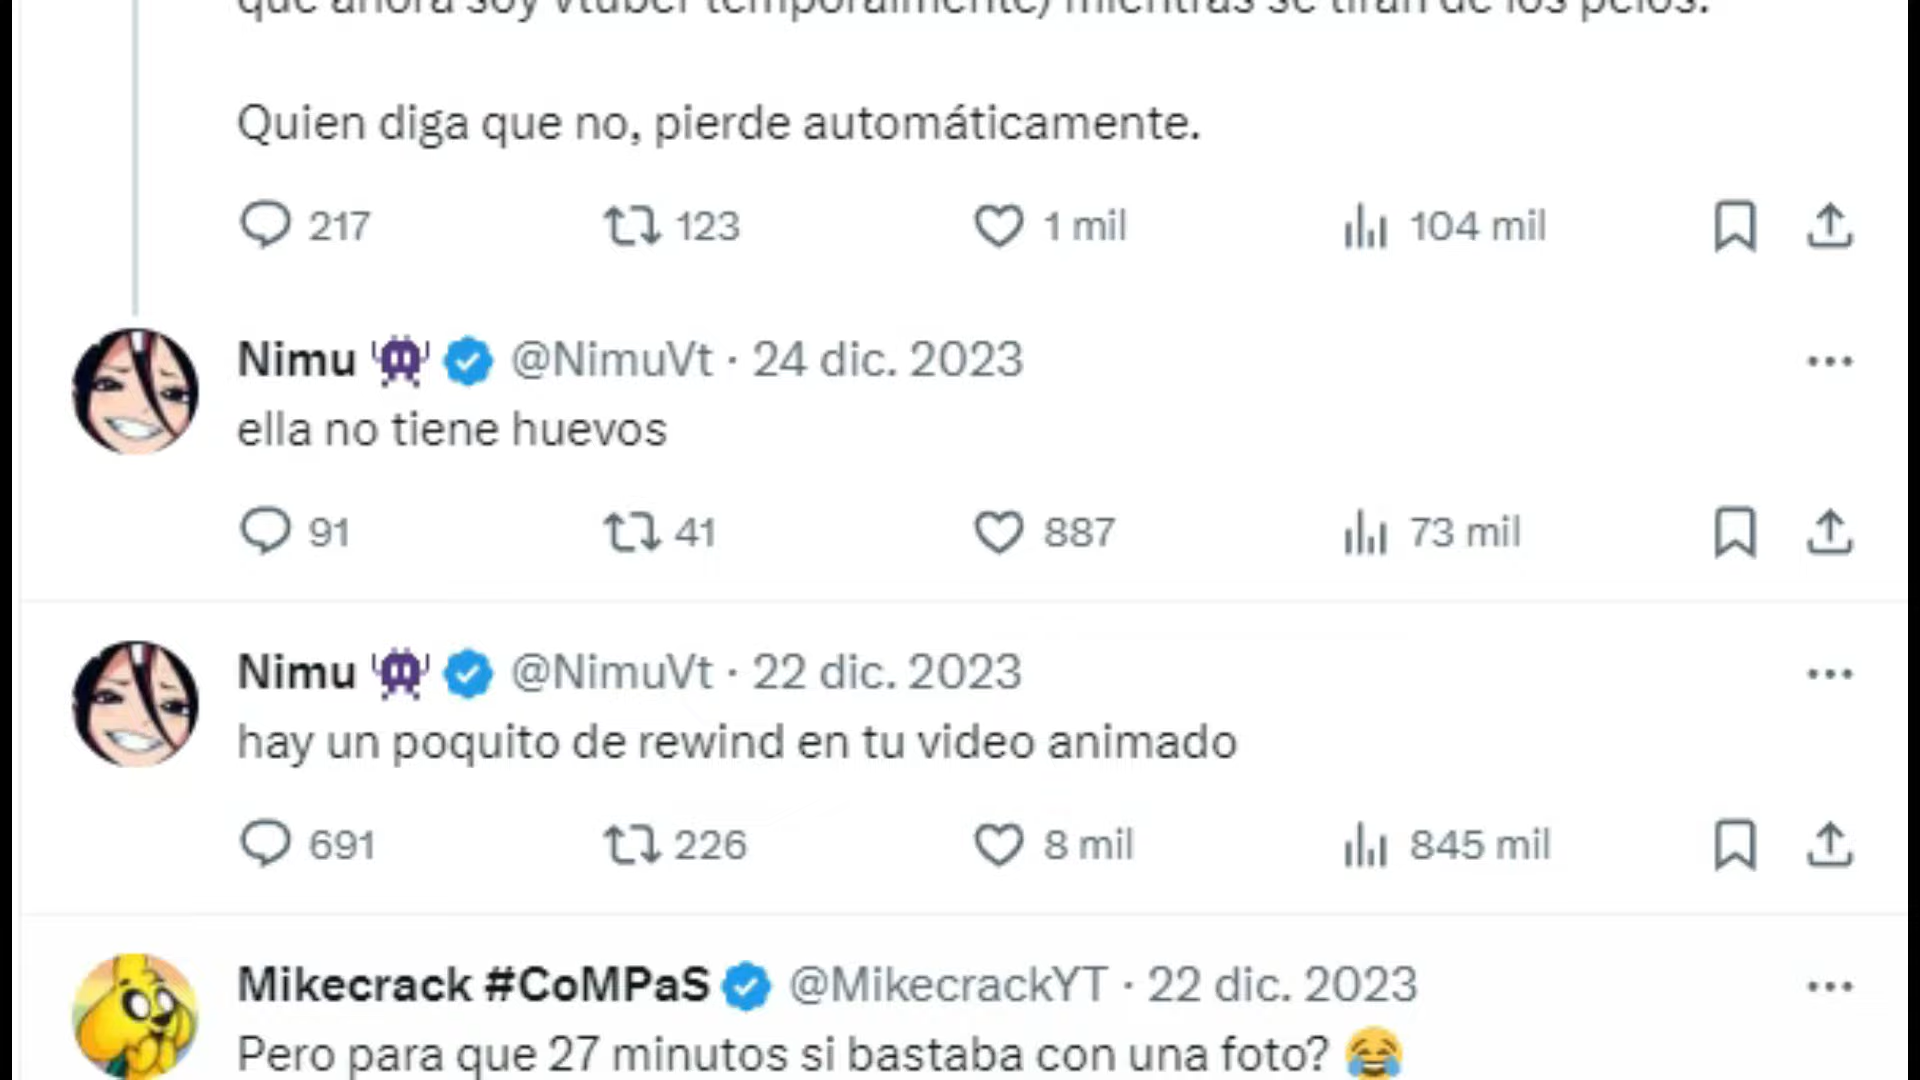 que ahora soy vtuber temporalmente) mientras se tiran de los pelos.
Quien diga que no, pierde automáticamente.
217 123 1 mil 104 mil
Nimu @NimuVt · 24 dic. 2023
ella no tiene huevos
91 41 887 73 mil
Nimu @NimuVt · 22 dic. 2023
hay un poquito de rewind en tu video animado
691 226 8 mil 845 mil
Mikecrack #CoMPaS @MikecrackYT · 22 dic. 2023
Pero para que 27 minutos si bastaba con una foto? 😂